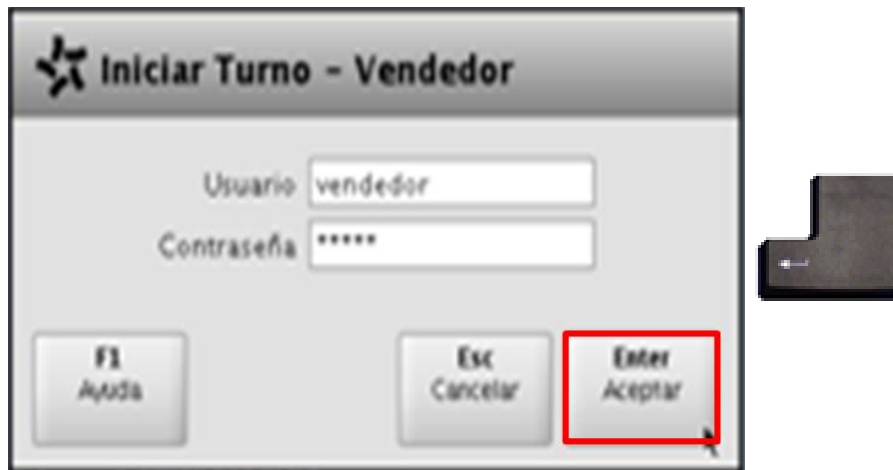 Iniciar Turno - Vendedor
Usuario vendedor
Contraseña *****
F1
Ayuda
Esc
Cancelar
Enter
Aceptar